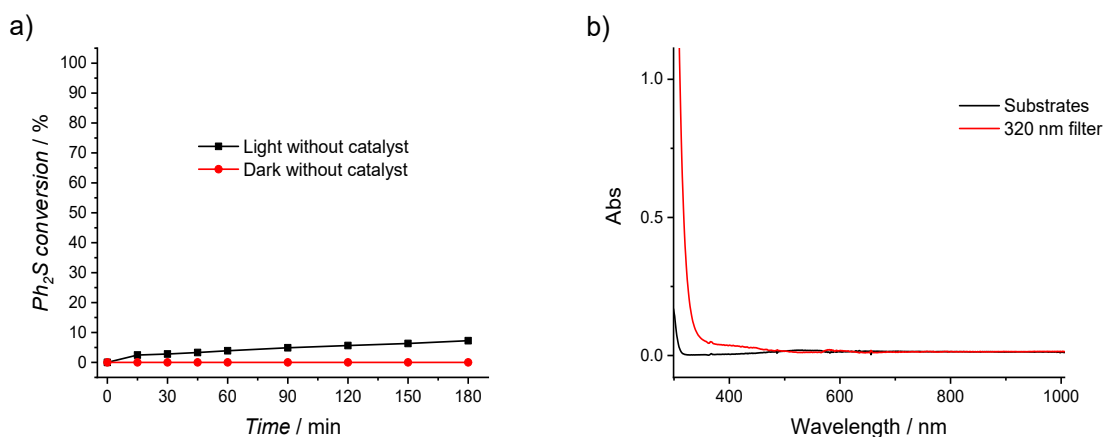 a)
100
90
80
70
60
50
40
30
20
10
0
Ph₂S conversion / %
Light without catalyst
Dark without catalyst
0 30 60 90 120 150 180
Time / min
b)
1.0
0.5
0.0
Abs
Substrates
320 nm filter
400 600 800 1000
Wavelength / nm